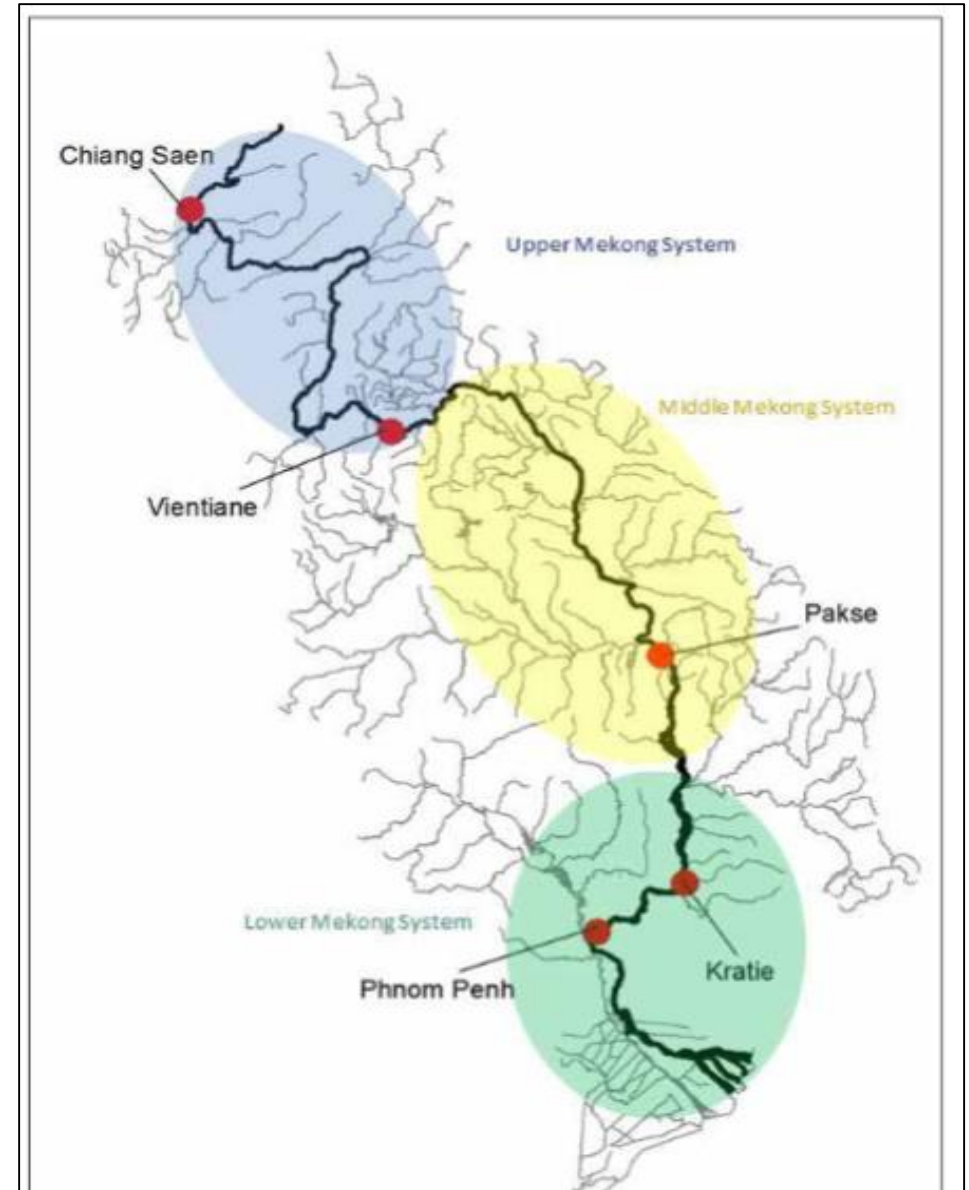 Chiang Saen
Upper Mekong System
Middle Mekong System
Vientiane
Pakse
Lower Mekong System
Kratie
Phnom Penh